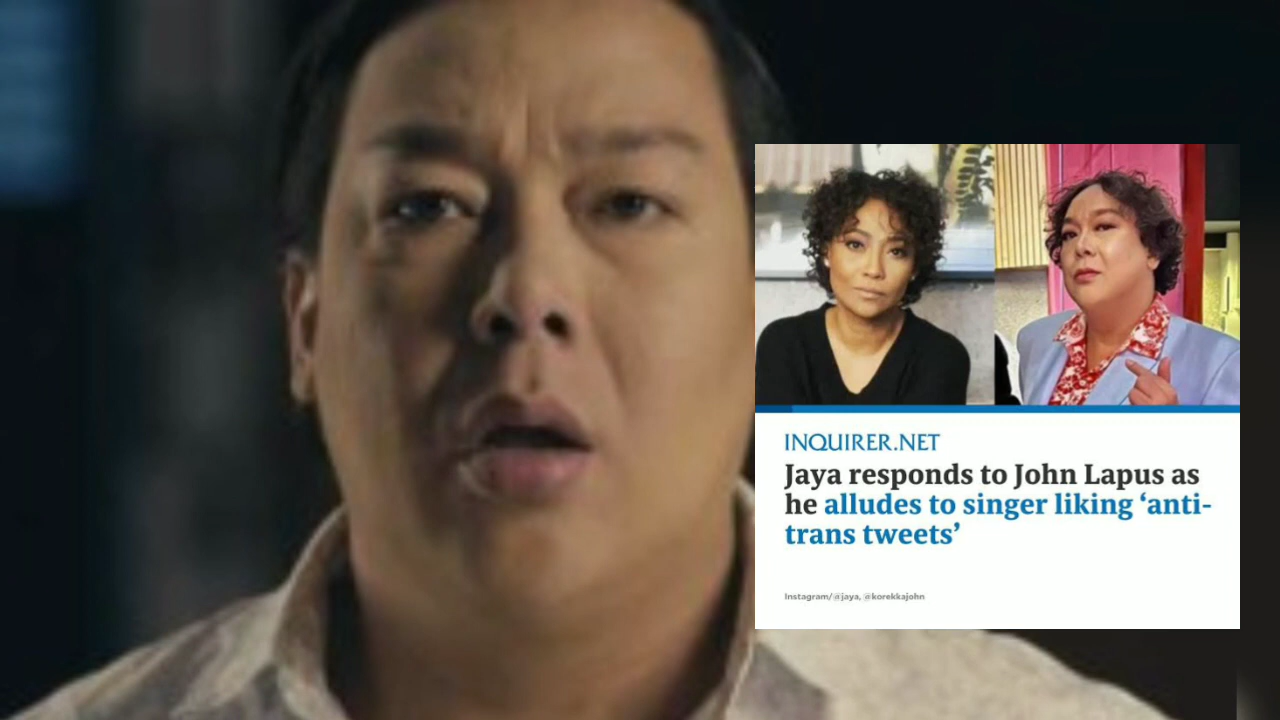 INQUIRER.NET
Jaya responds to John Lapus as
he alludes to singer liking ‘anti-
trans tweets’
Instagram/@jaya, @korekkajohn